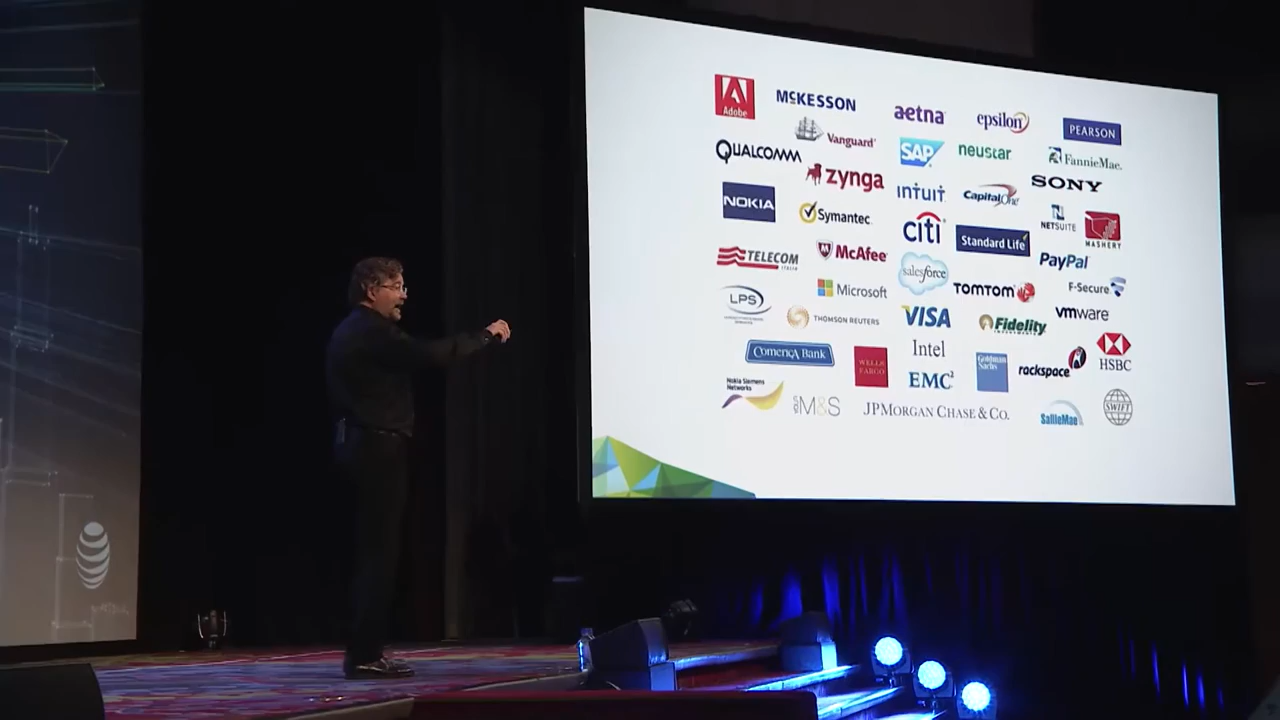 Adobe
McKESSON
aetna
epsilon
PEARSON
Vanguard
QUALCOMM
SAP
neustar
FannieMae.
zynga
intuit
Capital One
SONY
NOKIA
Symantec.
citi
Standard Life
NETSUITE
MASHERY
TELECOM
ITALIA
McAfee
salesforce
PayPal
Microsoft
TOMTOM
F-Secure
LPS
THOMSON REUTERS
VISA
Fidelity
INVESTMENTS
vmware
COMERICA BANK
WELLS
FARGO
Intel
EMC²
Goldman
Sachs
rackspace
HSBC
Nokia Siemens
Networks
M&S
JPMORGAN CHASE & CO.
SallieMae
SWIFT